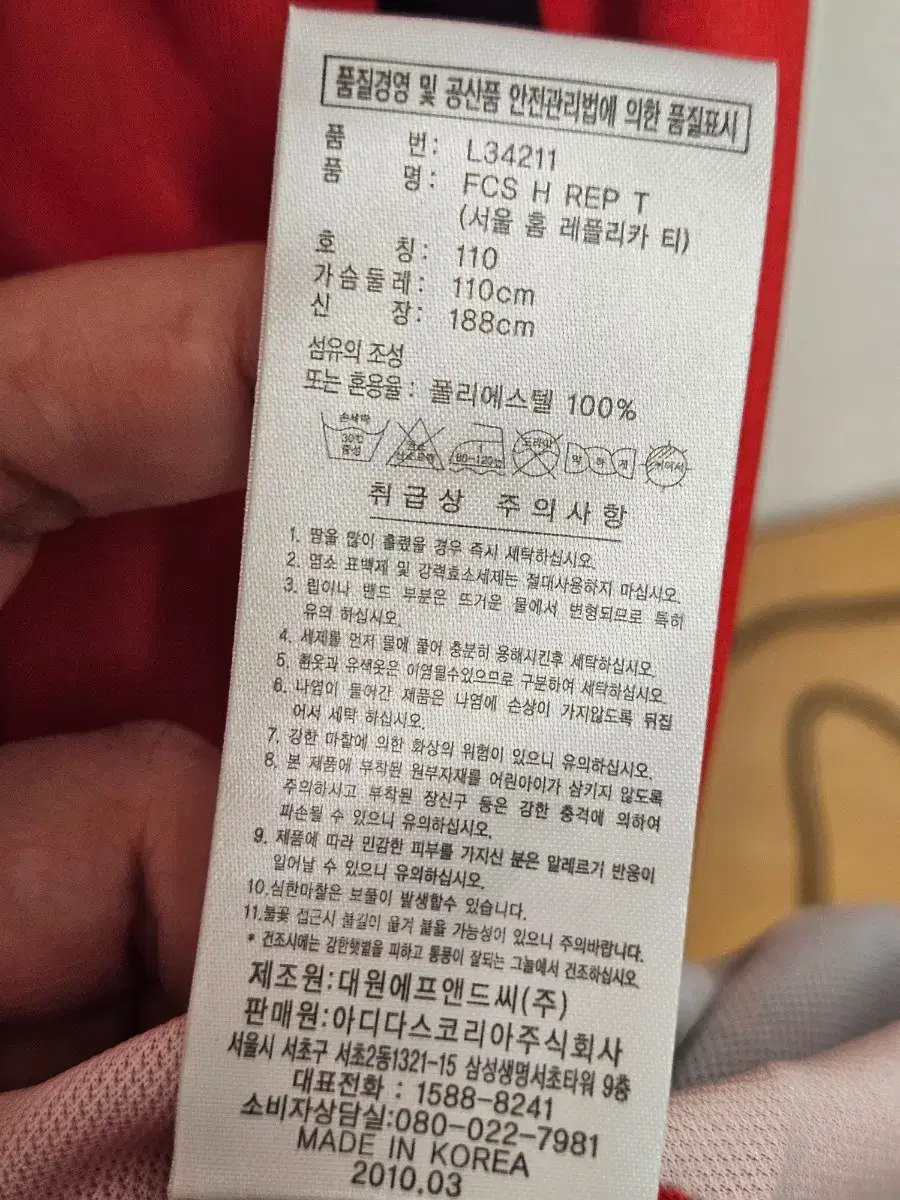 품질경영 및 공산품 안전관리법에 의한 품질표시
품 번: L34211
품 명: FCS H REP T
(서울 홈 레플리카 티)
호 칭: 110
가슴둘레: 110cm
신 장: 188cm
섬유의 조성
또는 혼용율: 폴리에스텔 100%
손세탁
30℃
중성
80-120℃
드라이
약 하 게
뉘어서
취급상 주의사항
1. 땀을 많이 흘렸을 경우 즉시 세탁하십시오.
2. 염소 표백제 및 강력효소세제는 절대사용하지 마십시오.
3. 립이나 밴드 부분은 뜨거운 물에서 변형되므로 특히
유의 하십시오.
4. 세제를 먼저 물에 풀어 충분히 용해시킨후 세탁하십시오.
5. 흰옷과 유색옷은 이염될수있으므로 구분하여 세탁하십시오.
6. 나염이 들어간 제품은 나염에 손상이 가지않도록 뒤집
어서 세탁 하십시오.
7. 강한 마찰에 의한 화상의 위험이 있으니 유의하십시오.
8. 본 제품에 부착된 원부자재를 어린아이가 삼키지 않도록
주의하시고 부착된 장신구 등은 강한 충격에 의하여
파손될 수 있으니 유의하십시오.
9. 제품에 따라 민감한 피부를 가지신 분은 알레르기 반응이
일어날 수 있으니 유의하십시오.
10.심한마찰은 보풀이 발생할수 있습니다.
11.불꽃 접근시 불길이 옮겨 붙을 가능성이 있으니 주의바랍니다.
* 건조시에는 강한햇볕을 피하고 통풍이 잘되는 그늘에서 건조하십시오.
제조원:대원에프앤드씨(주)
판매원:아디다스코리아주식회사
서울시 서초구 서초2동1321-15 삼성생명서초타워 9층
대표전화 : 1588-8241
소비자상담실:080-022-7981
MADE IN KOREA
2010.03